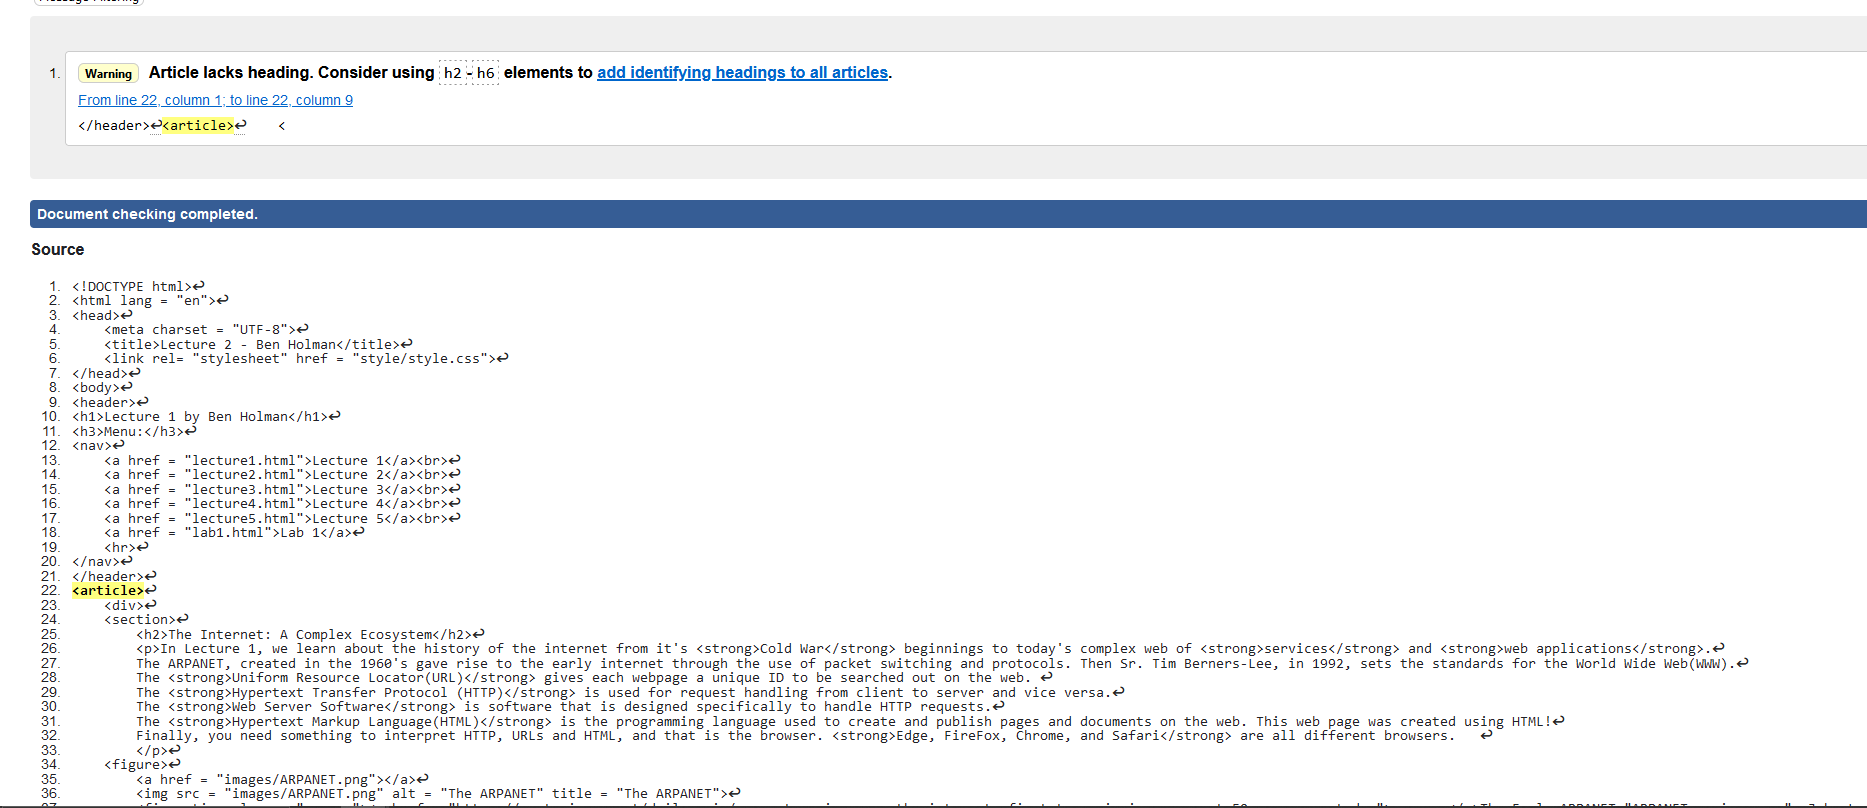 1. Warning Article lacks heading. Consider using h2-h6 elements to add identifying headings to all articles.
From line 22, column 1; to line 22, column 9
</header>↩<article>↩    <
Document checking completed.
Source
1. <!DOCTYPE html>↩
2. <html lang = "en">↩
3. <head>↩
4.     <meta charset = "UTF-8">↩
5.     <title>Lecture 2 - Ben Holman</title>↩
6.     <link rel= "stylesheet" href = "style/style.css">↩
7. </head>↩
8. <body>↩
9. <header>↩
10. <h1>Lecture 1 by Ben Holman</h1>↩
11. <h3>Menu:</h3>↩
12. <nav>↩
13.     <a href = "lecture1.html">Lecture 1</a><br>↩
14.     <a href = "lecture2.html">Lecture 2</a><br>↩
15.     <a href = "lecture3.html">Lecture 3</a><br>↩
16.     <a href = "lecture4.html">Lecture 4</a><br>↩
17.     <a href = "lecture5.html">Lecture 5</a><br>↩
18.     <a href = "lab1.html">Lab 1</a>↩
19.     <hr>↩
20. </nav>↩
21. </header>↩
22. <article>↩
23.     <div>↩
24.     <section>↩
25.         <h2>The Internet: A Complex Ecosystem</h2>↩
26.         <p>In Lecture 1, we learn about the history of the internet from it's <strong>Cold War</strong> beginnings to today's complex web of <strong>services</strong> and <strong>web applications</strong>.↩
27.         The ARPANET, created in the 1960's gave rise to the early internet through the use of packet switching and protocols. Then Sr. Tim Berners-Lee, in 1992, sets the standards for the World Wide Web(WWW).↩
28.         The <strong>Uniform Resource Locator(URL)</strong> gives each webpage a unique ID to be searched out on the web. ↩
29.         The <strong>Hypertext Transfer Protocol (HTTP)</strong> is used for request handling from client to server and vice versa.↩
30.         The <strong>Web Server Software</strong> is software that is designed specifically to handle HTTP requests.↩
31.         The <strong>Hypertext Markup Language(HTML)</strong> is the programming language used to create and publish pages and documents on the web. This web page was created using HTML!↩
32.         Finally, you need something to interpret HTTP, URLs and HTML, and that is the browser. <strong>Edge, FireFox, Chrome, and Safari</strong> are all different browsers.   ↩
33.         </p>↩
34.     <figure>↩
35.         <a href = "images/ARPANET.png"></a>↩
36.         <img src = "images/ARPANET.png" alt = "The ARPANET" title = "The ARPANET">↩